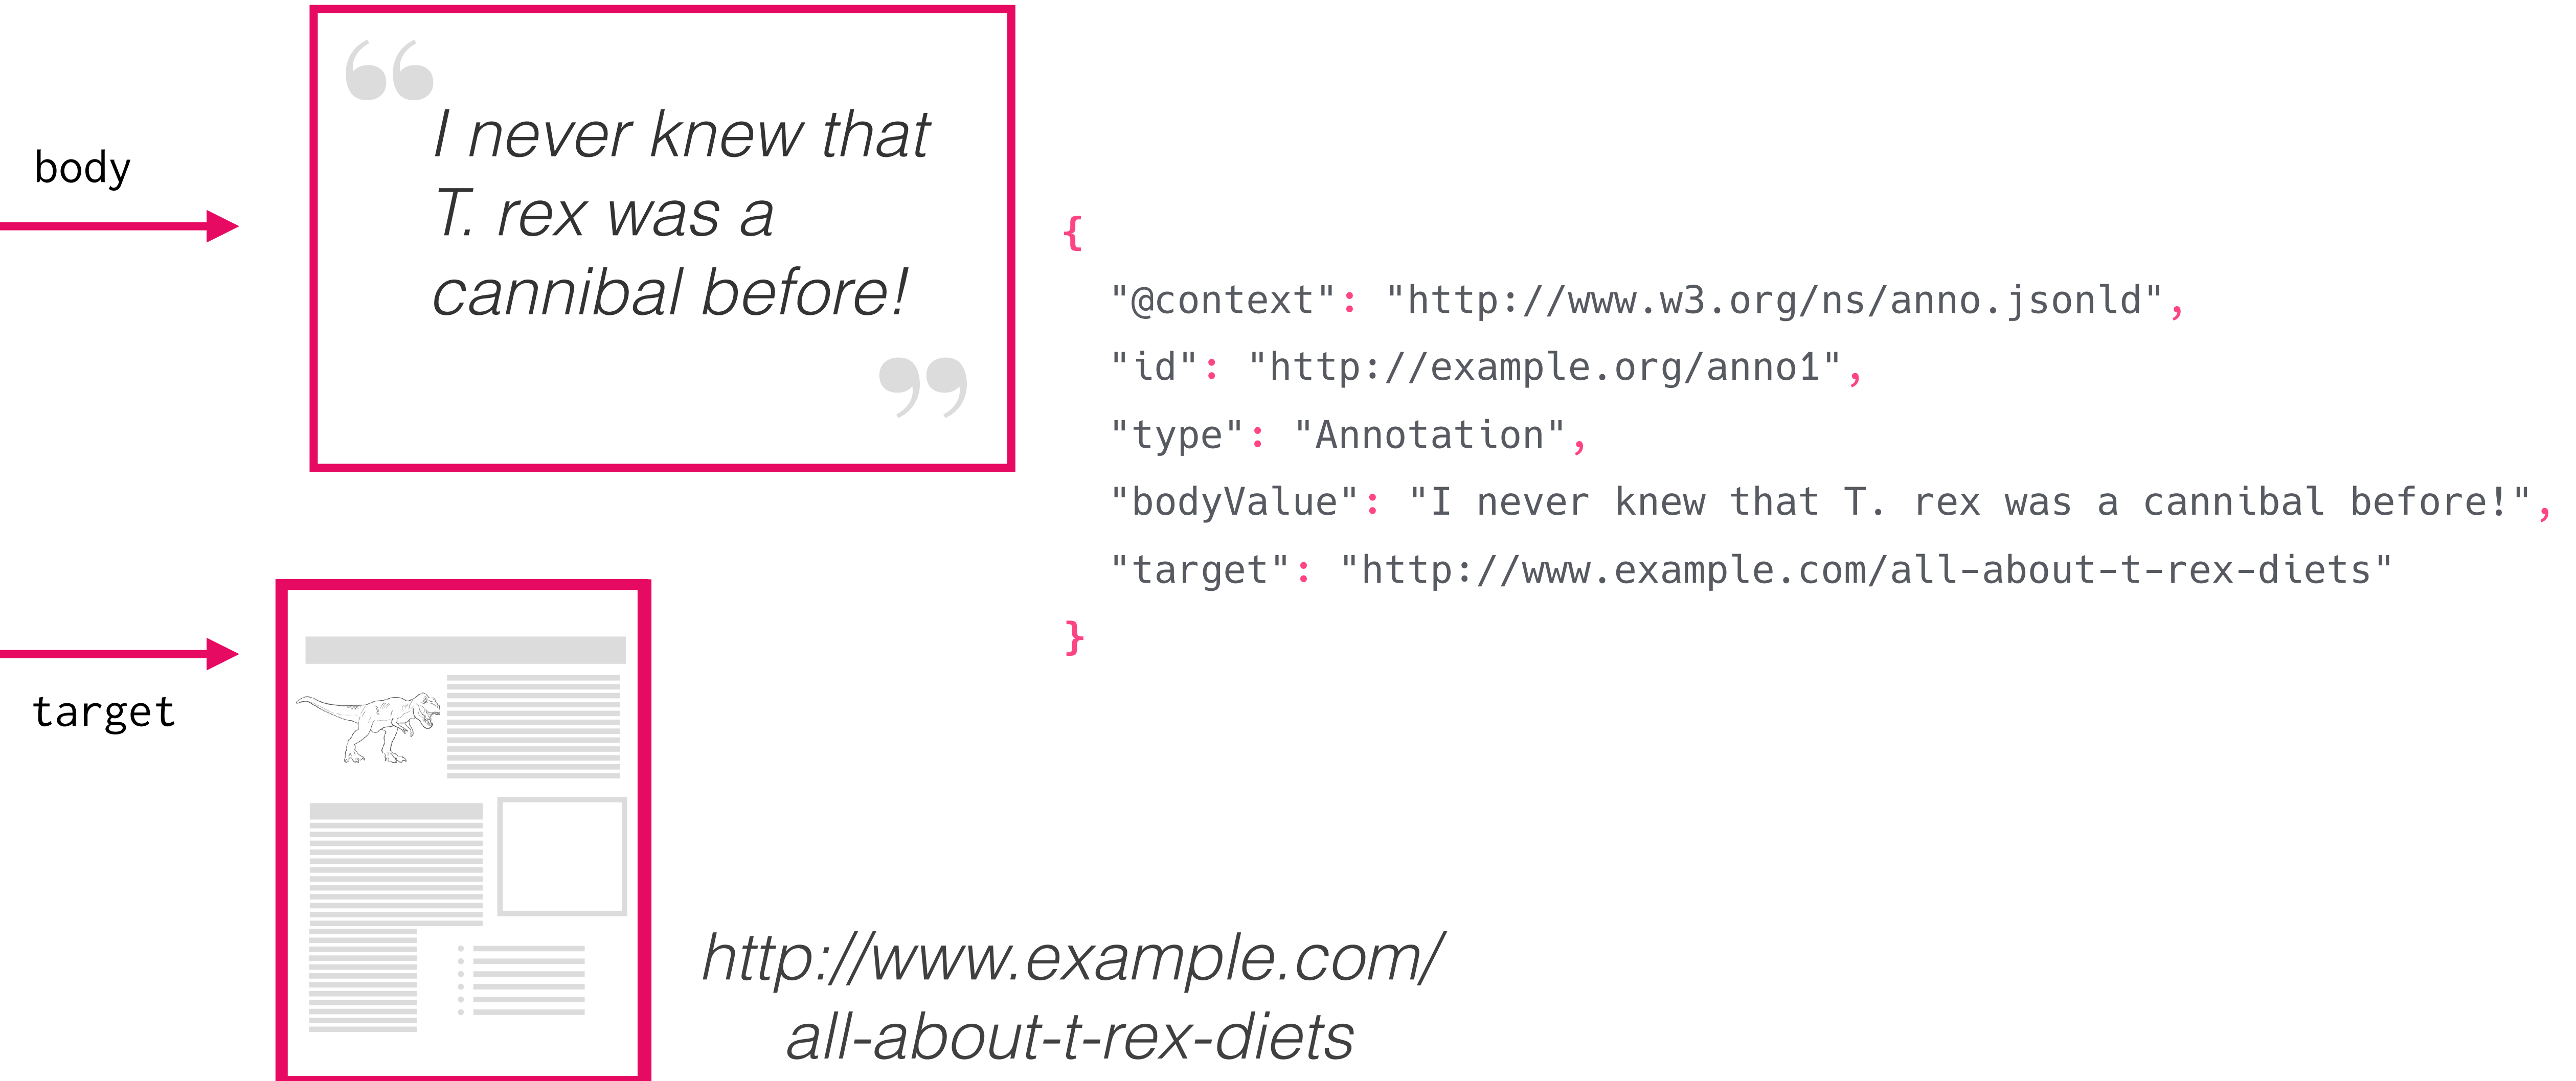 body
“
I never knew that
T. rex was a
cannibal before!
”
{
"@context": "http://www.w3.org/ns/anno.jsonld",
"id": "http://example.org/anno1",
"type": "Annotation",
"bodyValue": "I never knew that T. rex was a cannibal before!",
"target": "http://www.example.com/all-about-t-rex-diets"
}
target
http://www.example.com/
all-about-t-rex-diets